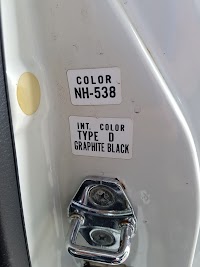 COLOR
NH-538
INT. COLOR
TYPE D
GRAPHITE BLACK